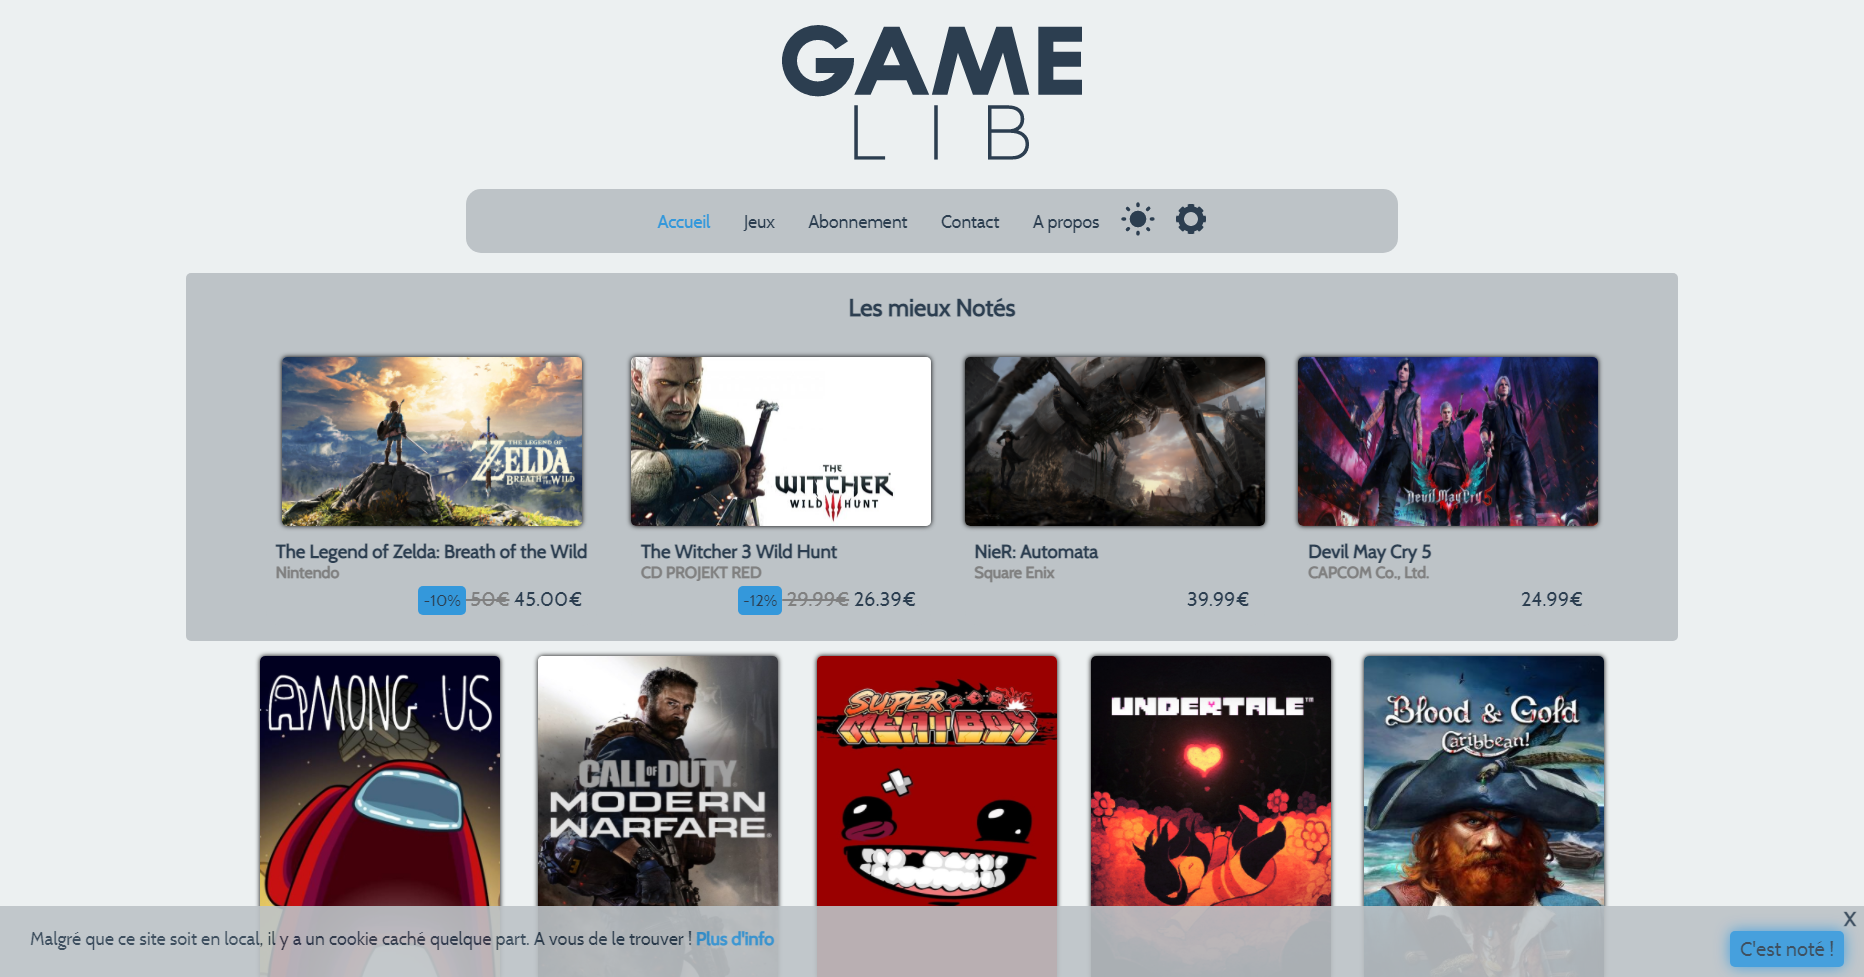 GAME
LIB
Accueil Jeux Abonnement Contact A propos
Les mieux Notés
THE LEGEND OF
ZELDA
BREATH OF THE WILD
THE
WITCHER
WILD HUNT
Devil May Cry
The Legend of Zelda: Breath of the Wild
Nintendo
-10% 50€ 45.00€
The Witcher 3 Wild Hunt
CD PROJEKT RED
-12% 29.99€ 26.39€
NieR: Automata
Square Enix
39.99€
Devil May Cry 5
CAPCOM Co., Ltd.
24.99€
AMONG US
CALL OF DUTY
MODERN
WARFARE
SUPER
MEAT BOY
UNDERTALE™
Blood & Gold
Caribbean!
Malgré que ce site soit en local, il y a un cookie caché quelque part. A vous de le trouver ! Plus d'info
X
C'est noté !